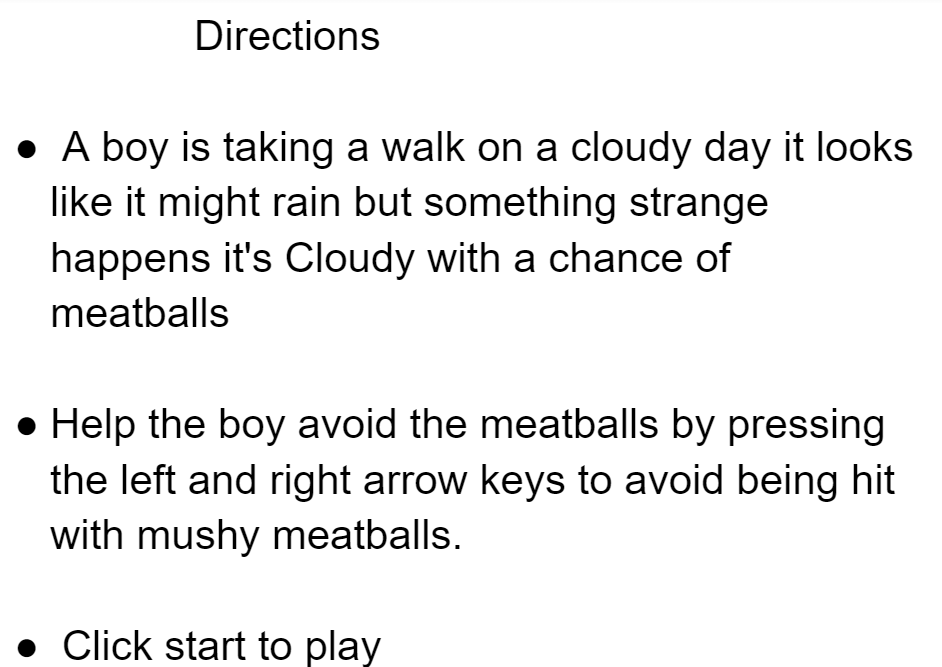 Directions
● A boy is taking a walk on a cloudy day it looks
like it might rain but something strange
happens it's Cloudy with a chance of
meatballs
● Help the boy avoid the meatballs by pressing
the left and right arrow keys to avoid being hit
with mushy meatballs.
● Click start to play